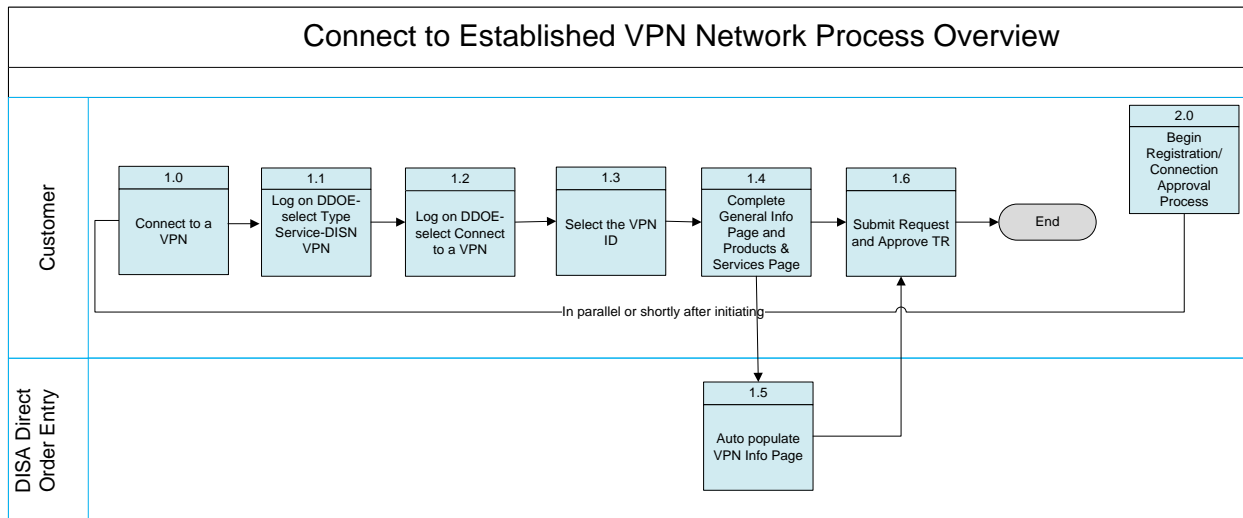 Connect to Established VPN Network Process Overview
Customer
1.0
Connect to a
VPN
1.1
Log on DDOE-
select Type
Service-DISN
VPN
1.2
Log on DDOE-
select Connect
to a VPN
1.3
Select the VPN
ID
1.4
Complete
General Info
Page and
Products &
Services Page
1.6
Submit Request
and Approve TR
End
2.0
Begin
Registration/
Connection
Approval
Process
In parallel or shortly after initiating
DISA Direct
Order Entry
1.5
Auto populate
VPN Info Page